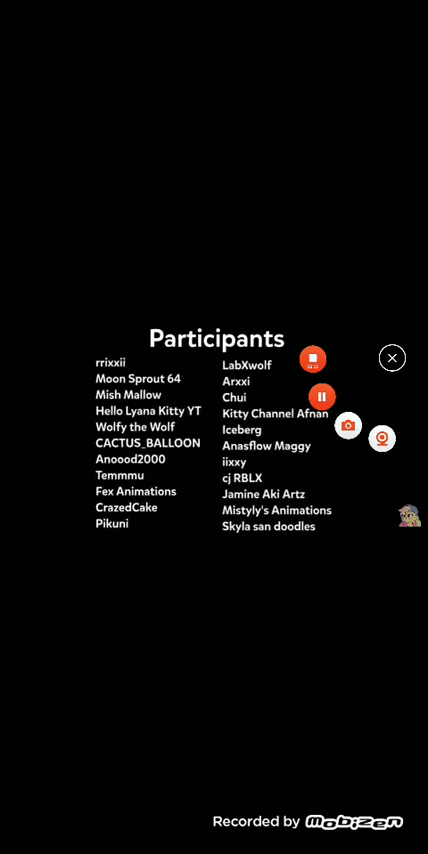 Participants
rrixxii
Moon Sprout 64
Mish Mallow
Hello Lyana Kitty YT
Wolfy the Wolf
CACTUS_BALLOON
Anoood2000
Temmmu
Fex Animations
CrazedCake
Pikuni
LabXwolf
Arxxi
Chui
Kitty Channel Afnan
Iceberg
Anasflow Maggy
iixxy
cj RBLX
Jamine Aki Artz
Mistyly's Animations
Skyla san doodles
Recorded by Mobizen